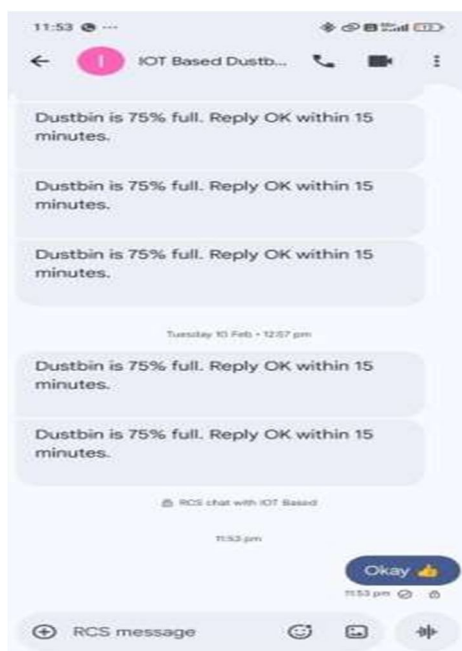 11:53
I IOT Based Dustb...
Dustbin is 75% full. Reply OK within 15
minutes.
Dustbin is 75% full. Reply OK within 15
minutes.
Dustbin is 75% full. Reply OK within 15
minutes.
Tuesday 10 Feb • 12:57 pm
Dustbin is 75% full. Reply OK within 15
minutes.
Dustbin is 75% full. Reply OK within 15
minutes.
RCS chat with IOT Based
11:53 pm
Okay 👍
11:53 pm
RCS message